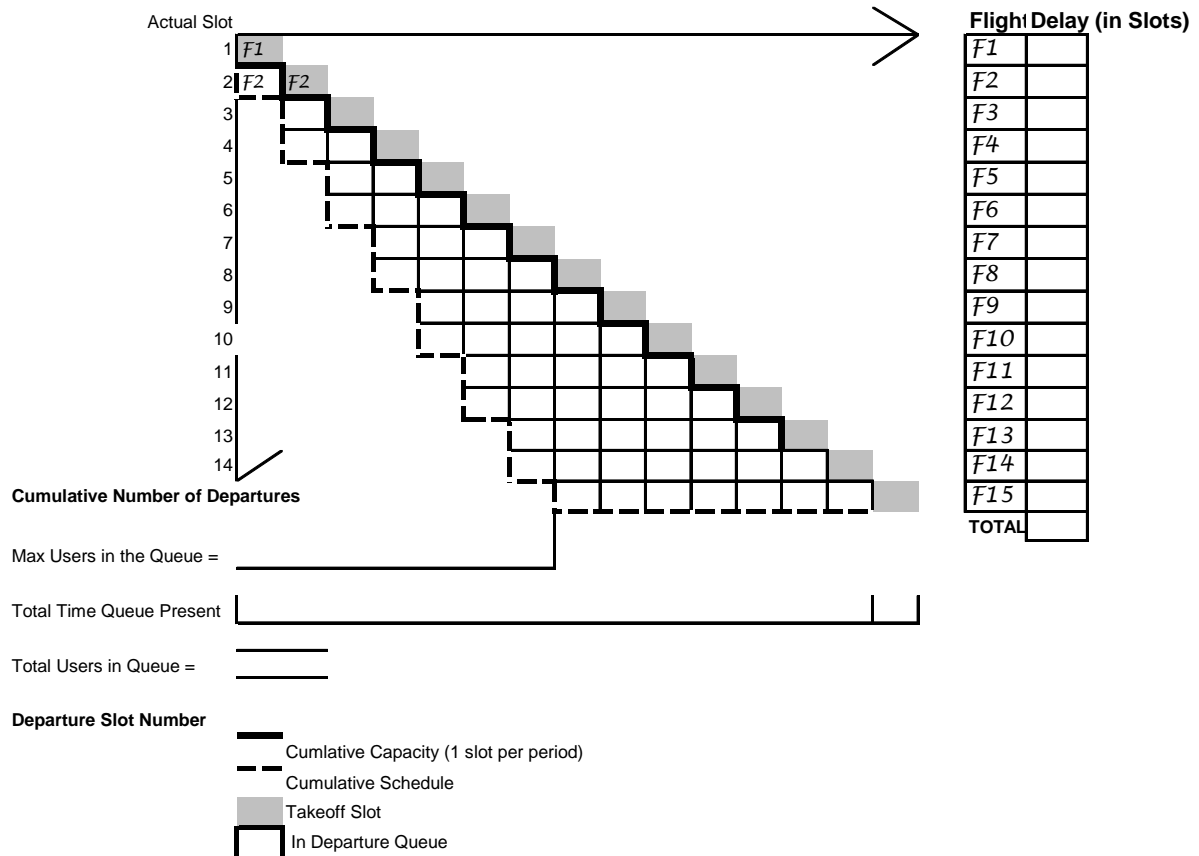 Actual Slot
Flight Delay (in Slots)
1 F1 F1
2 F2 F2 F2
3 F3
4 F4
5 F5
6 F6
7 F7
8 F8
9 F9
10 F10
11 F11
12 F12
13 F13
14 F14
F15
Cumulative Number of Departures
TOTAL
Max Users in the Queue =
Total Time Queue Present
Total Users in Queue =
Departure Slot Number
Cumlative Capacity (1 slot per period)
Cumulative Schedule
Takeoff Slot
In Departure Queue